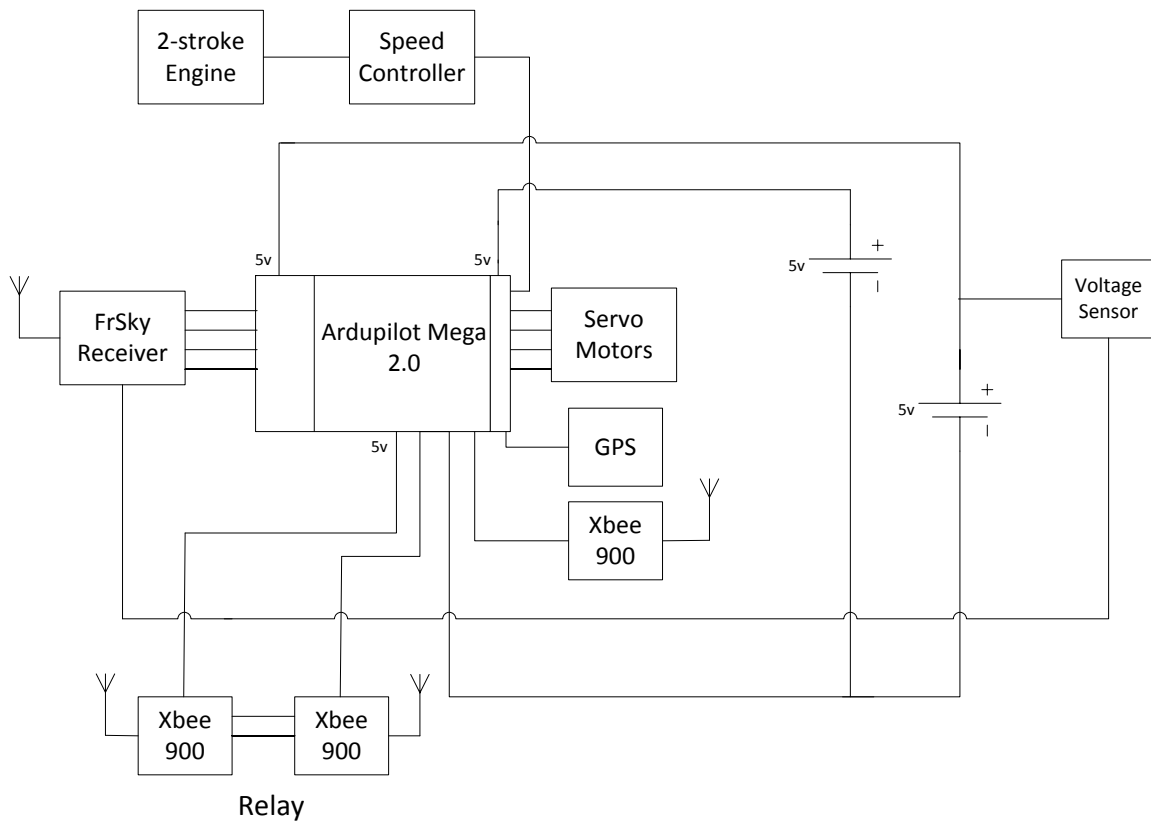 2-stroke
Engine
Speed
Controller
5v
5v
+
5v
-
Voltage
Sensor
FrSky
Receiver
Ardupilot Mega
2.0
Servo
Motors
+
5v
-
5v
GPS
Xbee
900
Xbee
900
Xbee
900
Relay